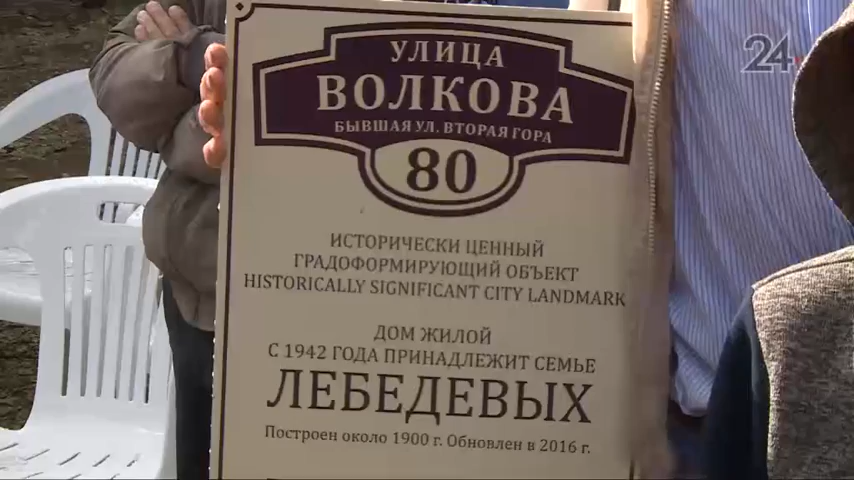 24
УЛИЦА
ВОЛКОВА
БЫВШАЯ УЛ. ВТОРАЯ ГОРА
80
ИСТОРИЧЕСКИ ЦЕННЫЙ
ГРАДОФОРМИРУЮЩИЙ ОБЪЕКТ
HISTORICALLY SIGNIFICANT CITY LANDMARK
ДОМ ЖИЛОЙ
С 1942 ГОДА ПРИНАДЛЕЖИТ СЕМЬЕ
ЛЕБЕДЕВЫХ
Построен около 1900 г. Обновлен в 2016 г.